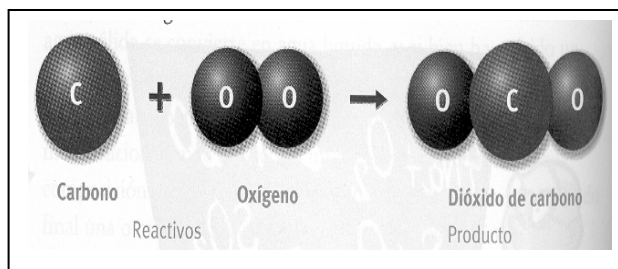 C + O O → O C O
Carbono Oxígeno Dióxido de carbono
Reactivos Producto